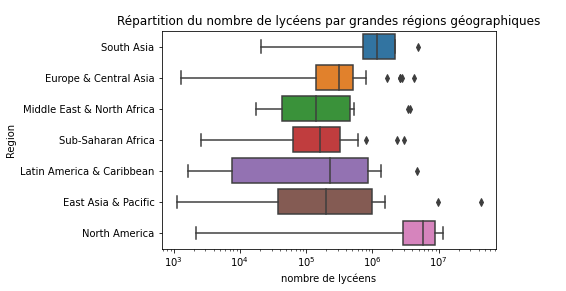 Répartition du nombre de lycéens par grandes régions géographiques
South Asia
Europe & Central Asia
Middle East & North Africa
Sub-Saharan Africa
Latin America & Caribbean
East Asia & Pacific
North America
Region
10³ 10⁴ 10⁵ 10⁶ 10⁷
nombre de lycéens